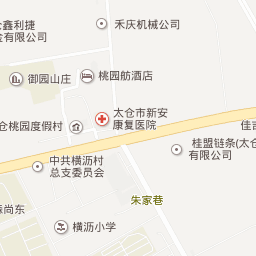 仓鑫利捷
金有限公司
禾庆机械公司
御园山庄
桃园舫酒店
太仓市新安
康复医院
仓桃园度假村
佳
桂盟链条(太仓
有限公司
中共横沥村
总支委员会
朱家巷
尚东
横沥小学